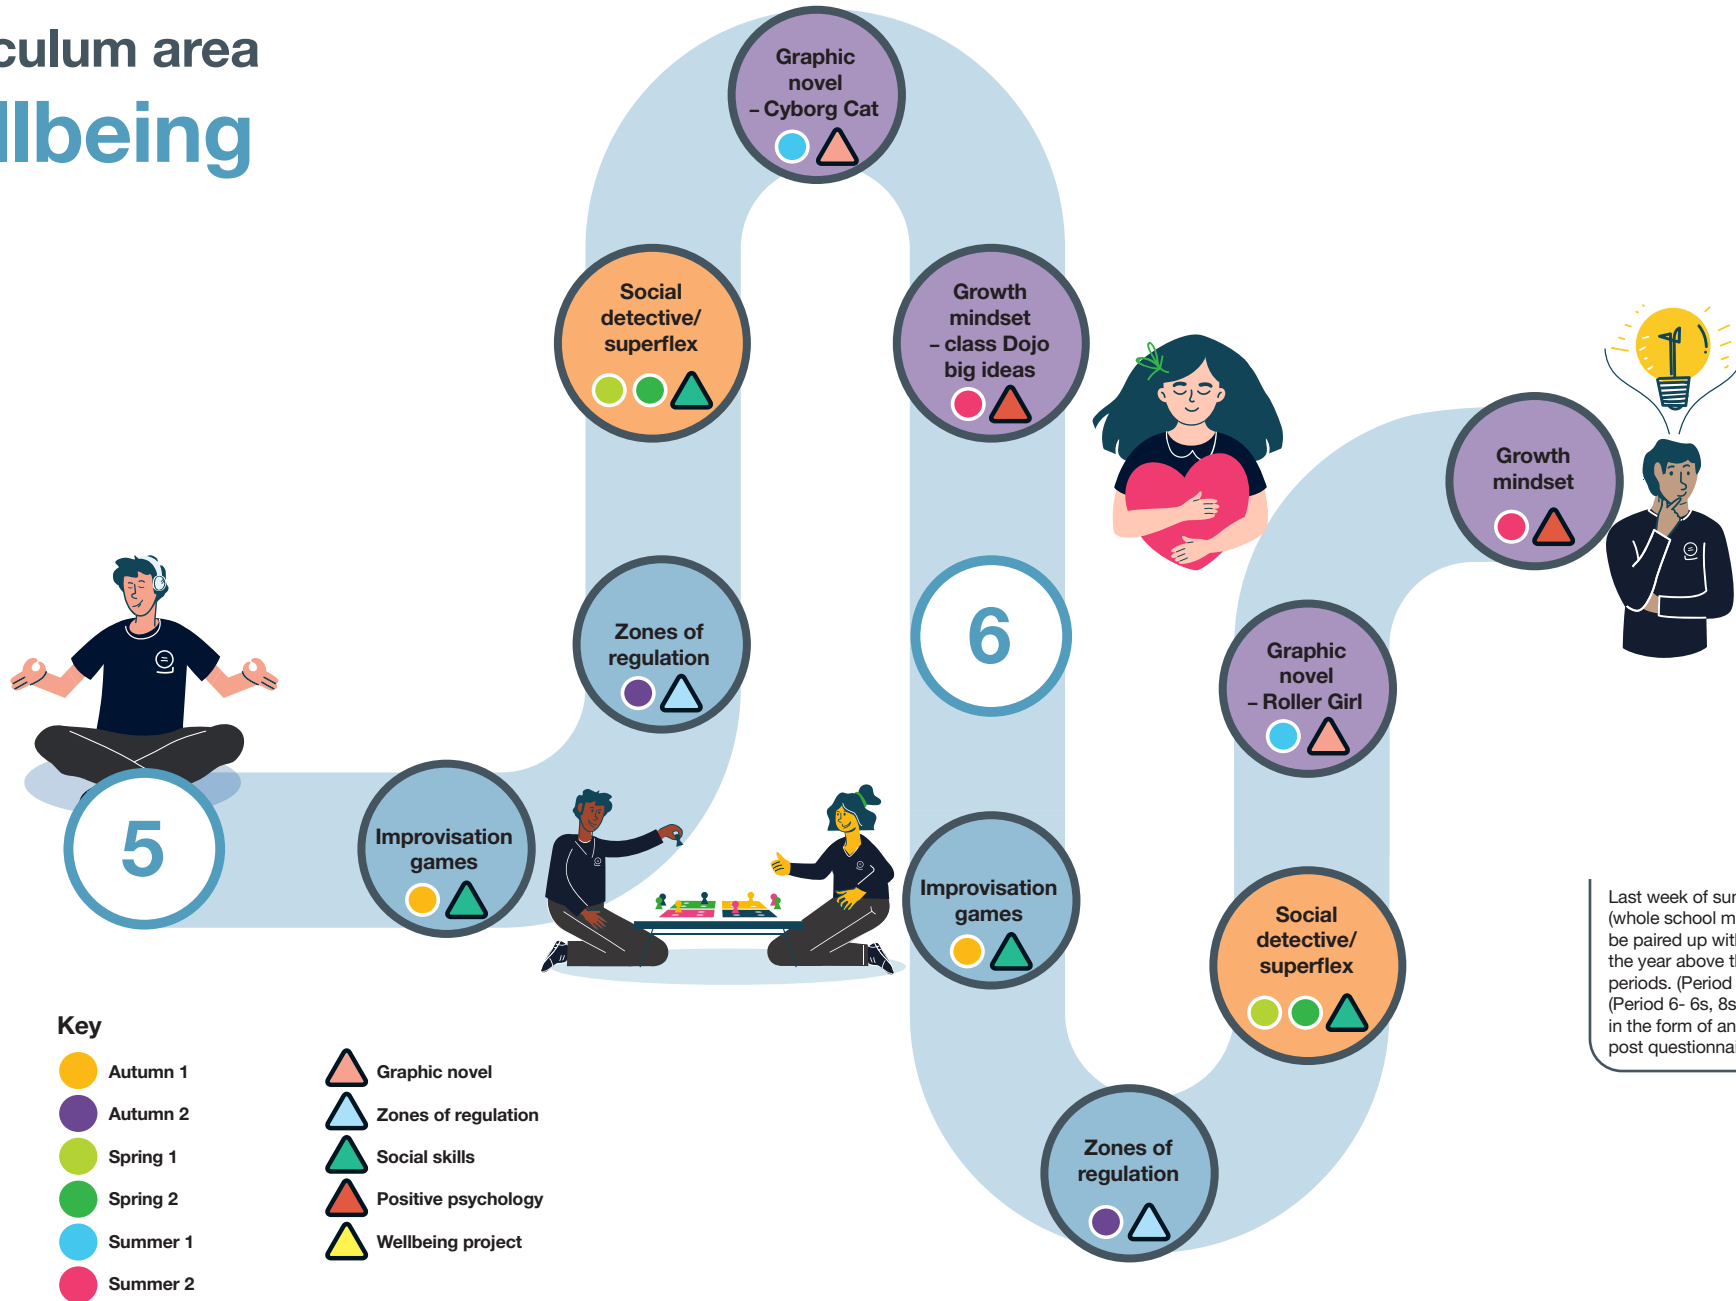 culum area
llbeing
Graphic
novel
– Cyborg Cat
Social
detective/
superflex
Growth
mindset
– class Dojo
big ideas
Growth
mindset
Zones of
regulation
6
Graphic
novel
– Roller Girl
5
Improvisation
games
Improvisation
games
Social
detective/
superflex
Zones of
regulation
Last week of
(whole school
be paired up
the year above
periods. (Period
(Period 6- 6s, 8s
in the form of an
post
Key
Autumn 1
Autumn 2
Spring 1
Spring 2
Summer 1
Summer 2
Graphic novel
Zones of regulation
Social skills
Positive psychology
Wellbeing project